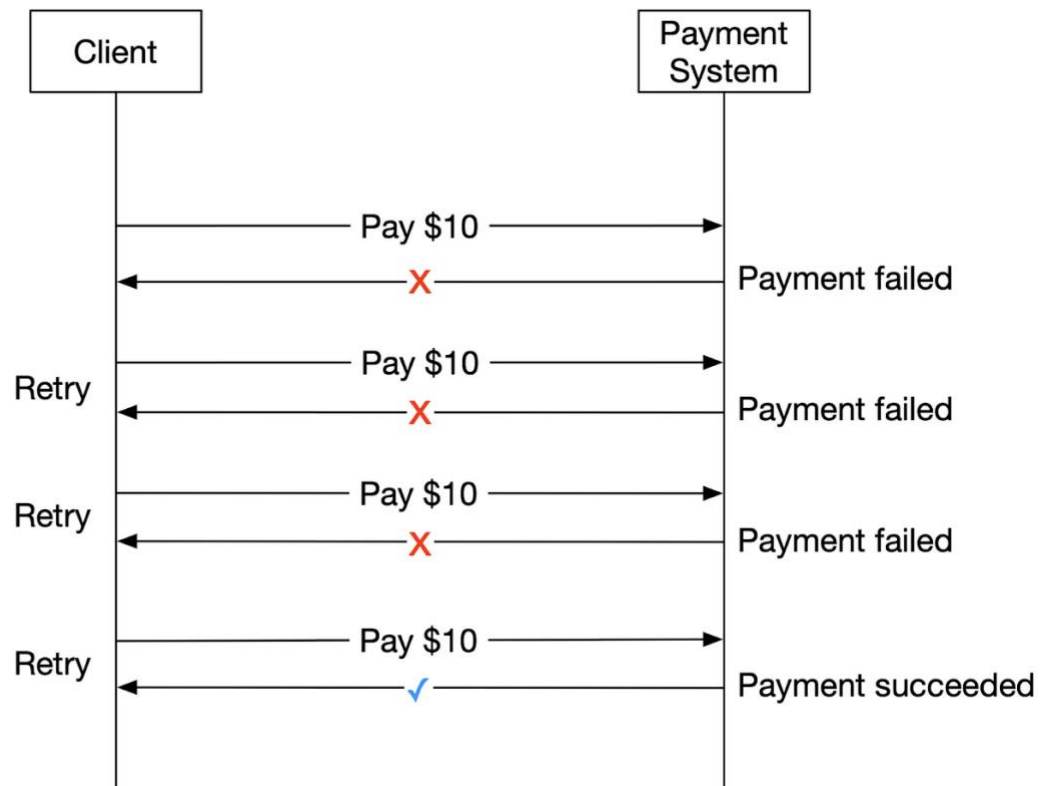 Client
Payment
System
Pay $10
X
Payment failed
Pay $10
Retry
X
Payment failed
Pay $10
Retry
X
Payment failed
Pay $10
Retry
✓
Payment succeeded